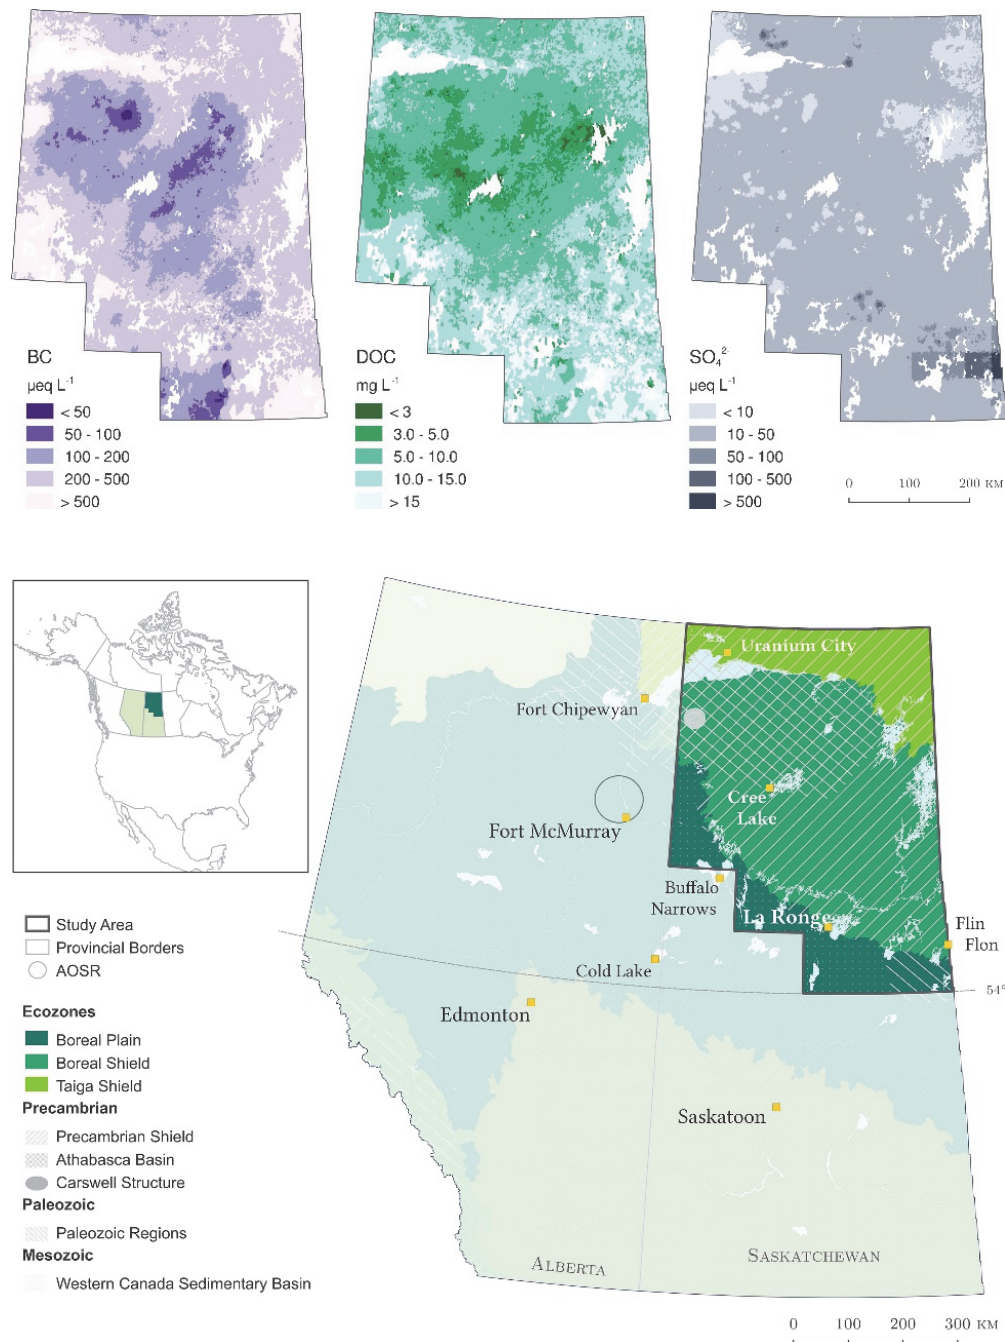 BC
µeq L-1
< 50
50 - 100
100 - 200
200 - 500
> 500
DOC
mg L-1
< 3
3.0 - 5.0
5.0 - 10.0
10.0 - 15.0
> 15
SO4 2-
µeq L-1
< 10
10 - 50
50 - 100
100 - 500
> 500
0 100 200 KM
Uranium City
Fort Chipewyan
Cree
Lake
Fort McMurray
Buffalo
Narrows
La Ronge
Flin
Flon
Cold Lake
54°
Edmonton
Saskatoon
ALBERTA
SASKATCHEWAN
0 100 200 300 KM
Study Area
Provincial Borders
AOSR
Ecozones
Boreal Plain
Boreal Shield
Taiga Shield
Precambrian
Precambrian Shield
Athabasca Basin
Carswell Structure
Paleozoic
Paleozoic Regions
Mesozoic
Western Canada Sedimentary Basin